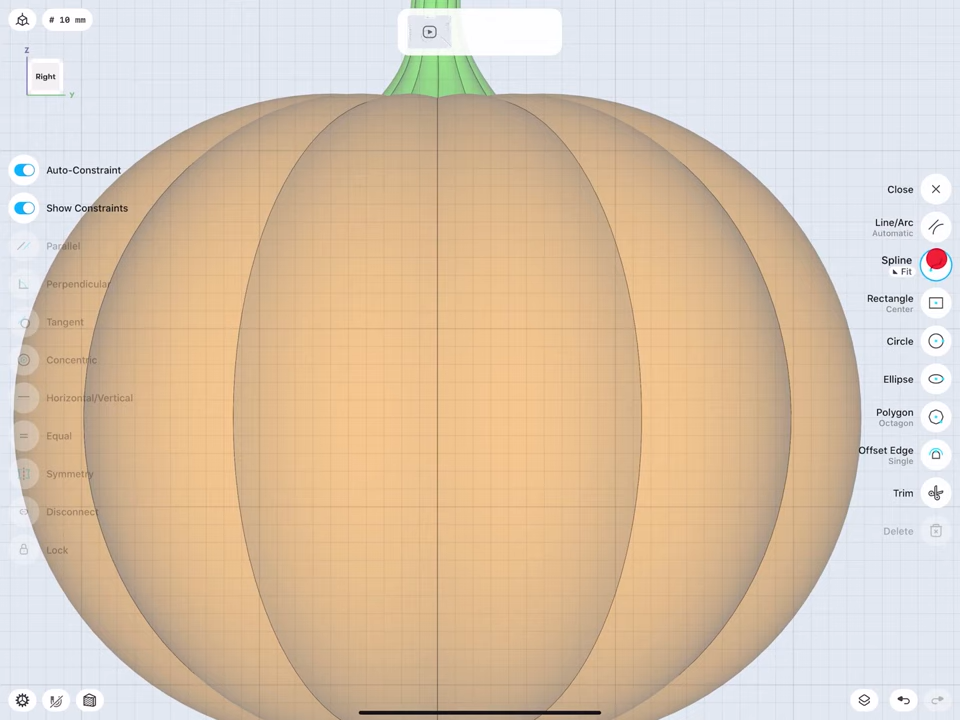 # 10 mm
Z
Right
y
Auto-Constraint
Show Constraints
Parallel
Perpendicular
Tangent
Concentric
Horizontal/Vertical
Equal
Symmetry
Disconnect
Lock
Close
Line/Arc
Automatic
Spline
Fit
Rectangle
Center
Circle
Ellipse
Polygon
Octagon
Offset Edge
Single
Trim
Delete